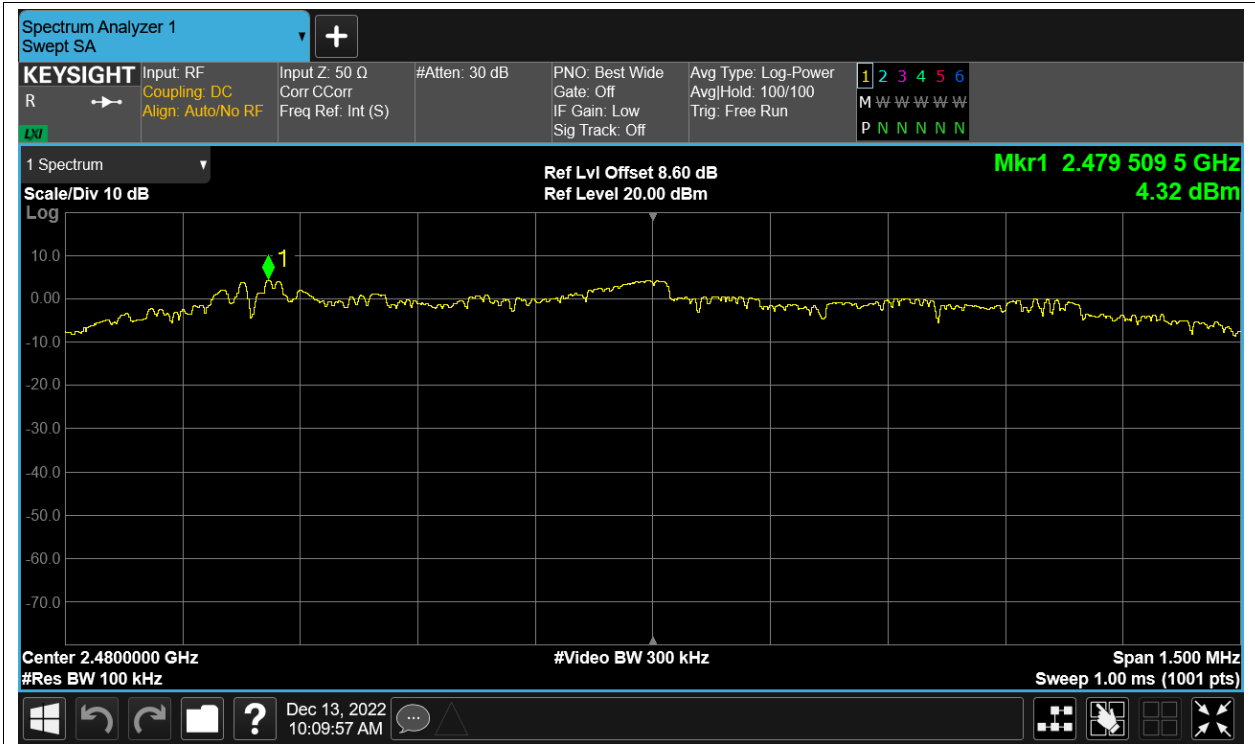 Spectrum Analyzer 1
Swept SA
KEYSIGHT
R
LXI
Input: RF
Coupling: DC
Align: Auto/No RF
Input Z: 50 Ω
Corr CCorr
Freq Ref: Int (S)
#Atten: 30 dB
PNO: Best Wide
Gate: Off
IF Gain: Low
Sig Track: Off
Avg Type: Log-Power
Avg|Hold: 100/100
Trig: Free Run
1 2 3 4 5 6
M W W W W W
P N N N N N
1 Spectrum
Scale/Div 10 dB
Log
Ref Lvl Offset 8.60 dB
Ref Level 20.00 dBm
Mkr1 2.479 509 5 GHz
4.32 dBm
1
10.0
0.00
-10.0
-20.0
-30.0
-40.0
-50.0
-60.0
-70.0
Center 2.4800000 GHz
#Res BW 100 kHz
#Video BW 300 kHz
Span 1.500 MHz
Sweep 1.00 ms (1001 pts)
?
Dec 13, 2022
10:09:57 AM